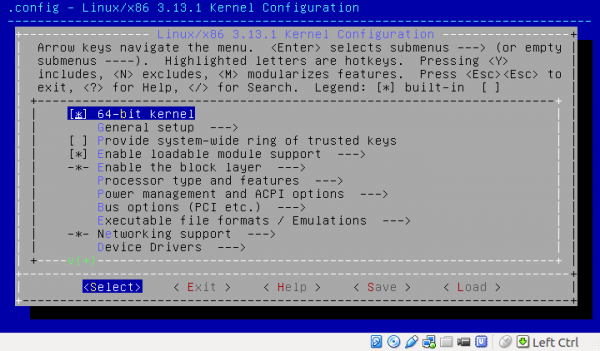 .config - Linux/x86 3.13.1 Kernel Configuration
Linux/x86 3.13.1 Kernel Configuration
Arrow keys navigate the menu.  <Enter> selects submenus ---> (or empty
submenus ----).  Highlighted letters are hotkeys.  Pressing <Y>
includes, <N> excludes, <M> modularizes features.  Press <Esc><Esc> to
exit, <?> for Help, </> for Search.  Legend: [*] built-in  [ ]
[*] 64-bit kernel
General setup  --->
[ ] Provide system-wide ring of trusted keys
[*] Enable loadable module support  --->
-*- Enable the block layer  --->
Processor type and features  --->
Power management and ACPI options  --->
Bus options (PCI etc.)  --->
Executable file formats / Emulations  --->
-*- Networking support  --->
Device Drivers  --->
v(+)
<Select>    < Exit >    < Help >    < Save >    < Load >
Left Ctrl